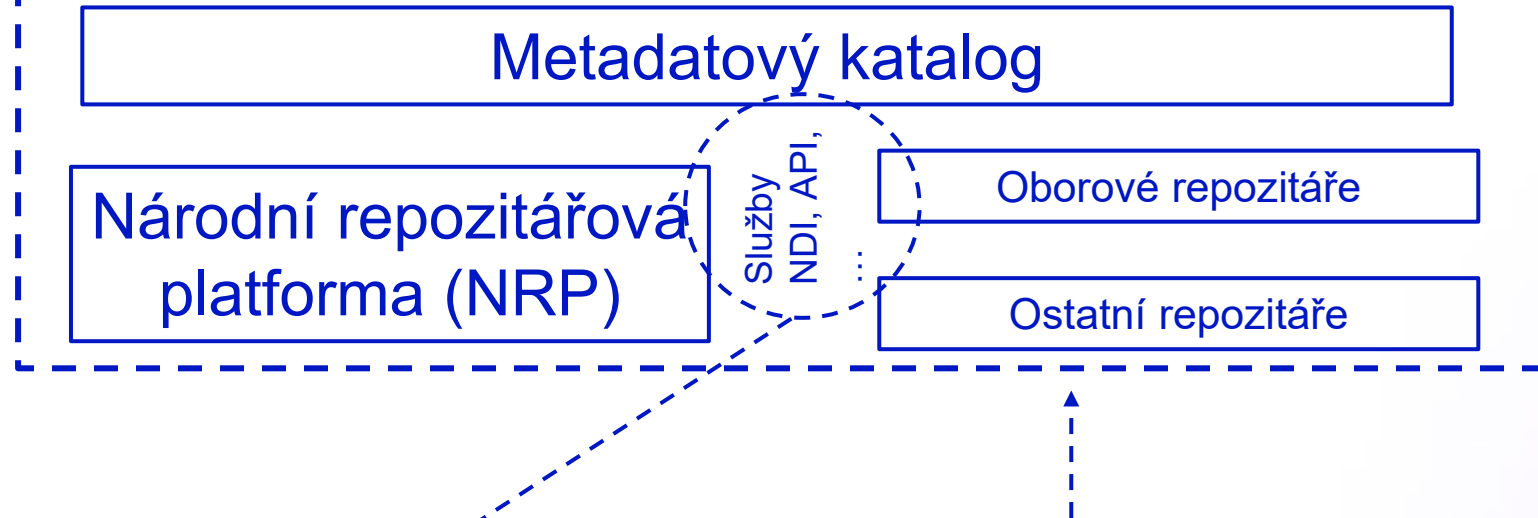 Metadatový katalog
Národní repozitářová
platforma (NRP)
Služby
NDI, API,
…
Oborové repozitáře
Ostatní repozitáře